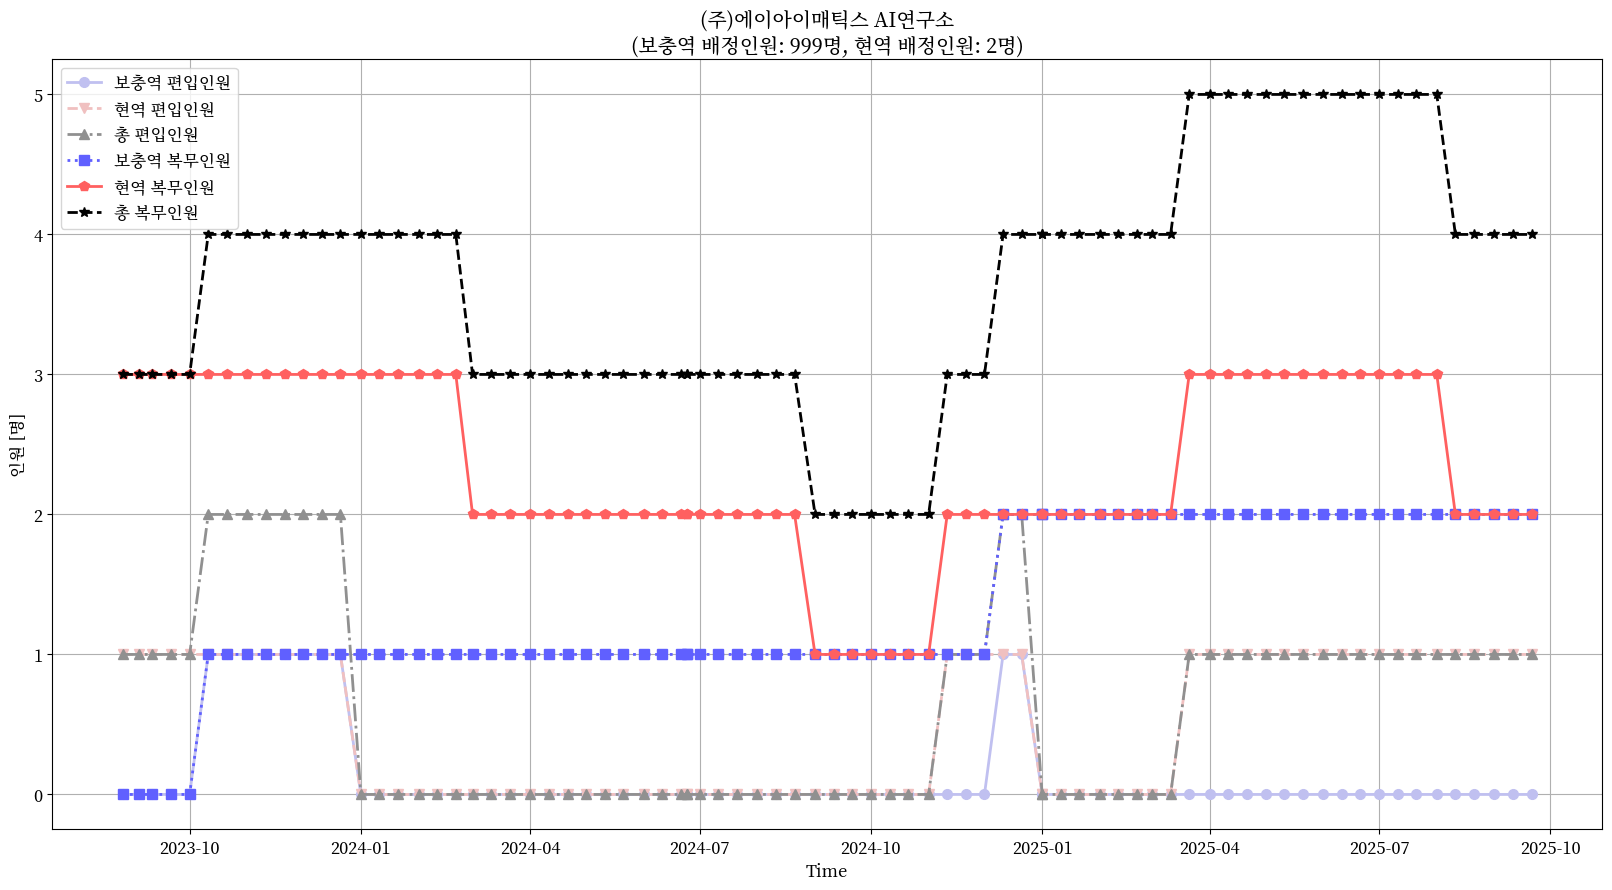 (주)에이아이매틱스 AI연구소
(보충역 배정인원: 999명, 현역 배정인원: 2명)
보충역 편입인원
현역 편입인원
총 편입인원
보충역 복무인원
현역 복무인원
총 복무인원
인원 [명]
5
4
3
2
1
0
2023-10
2024-01
2024-04
2024-07
2024-10
2025-01
2025-04
2025-07
2025-10
Time